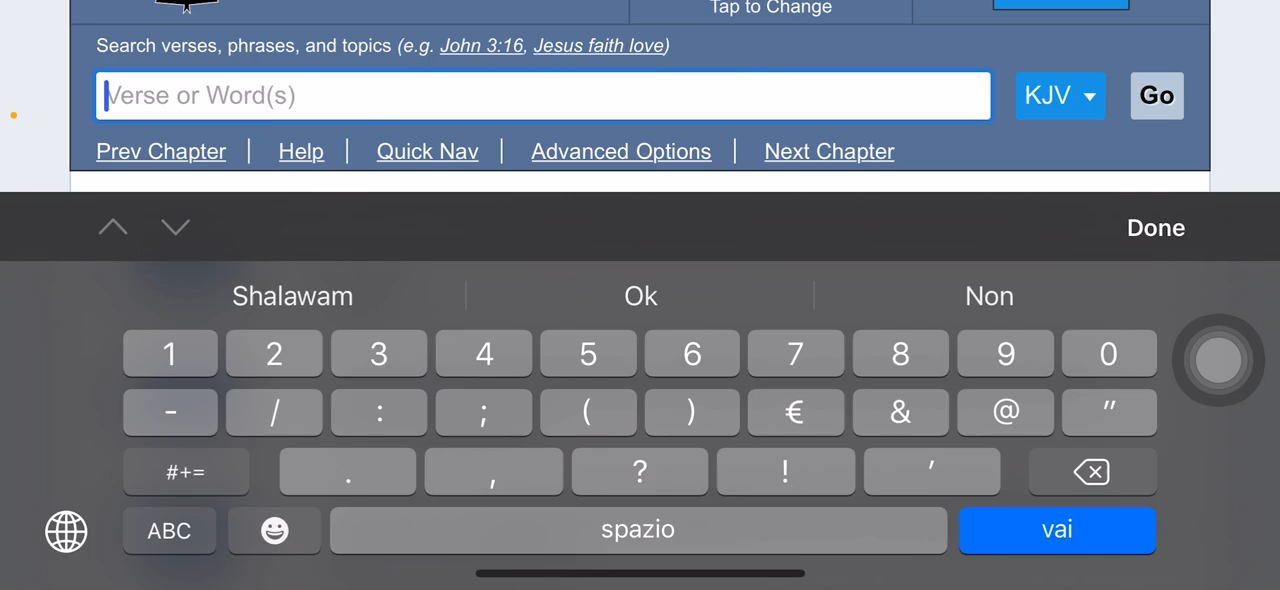 Tap to Change
Search verses, phrases, and topics (e.g. John 3:16, Jesus faith love)
Verse or Word(s)
KJV
Go
Prev Chapter | Help | Quick Nav | Advanced Options | Next Chapter
Done
Shalawam Ok Non
1 2 3 4 5 6 7 8 9 0
- / : ; ( ) € & @ "
#+= . , ? ! '
ABC spazio vai